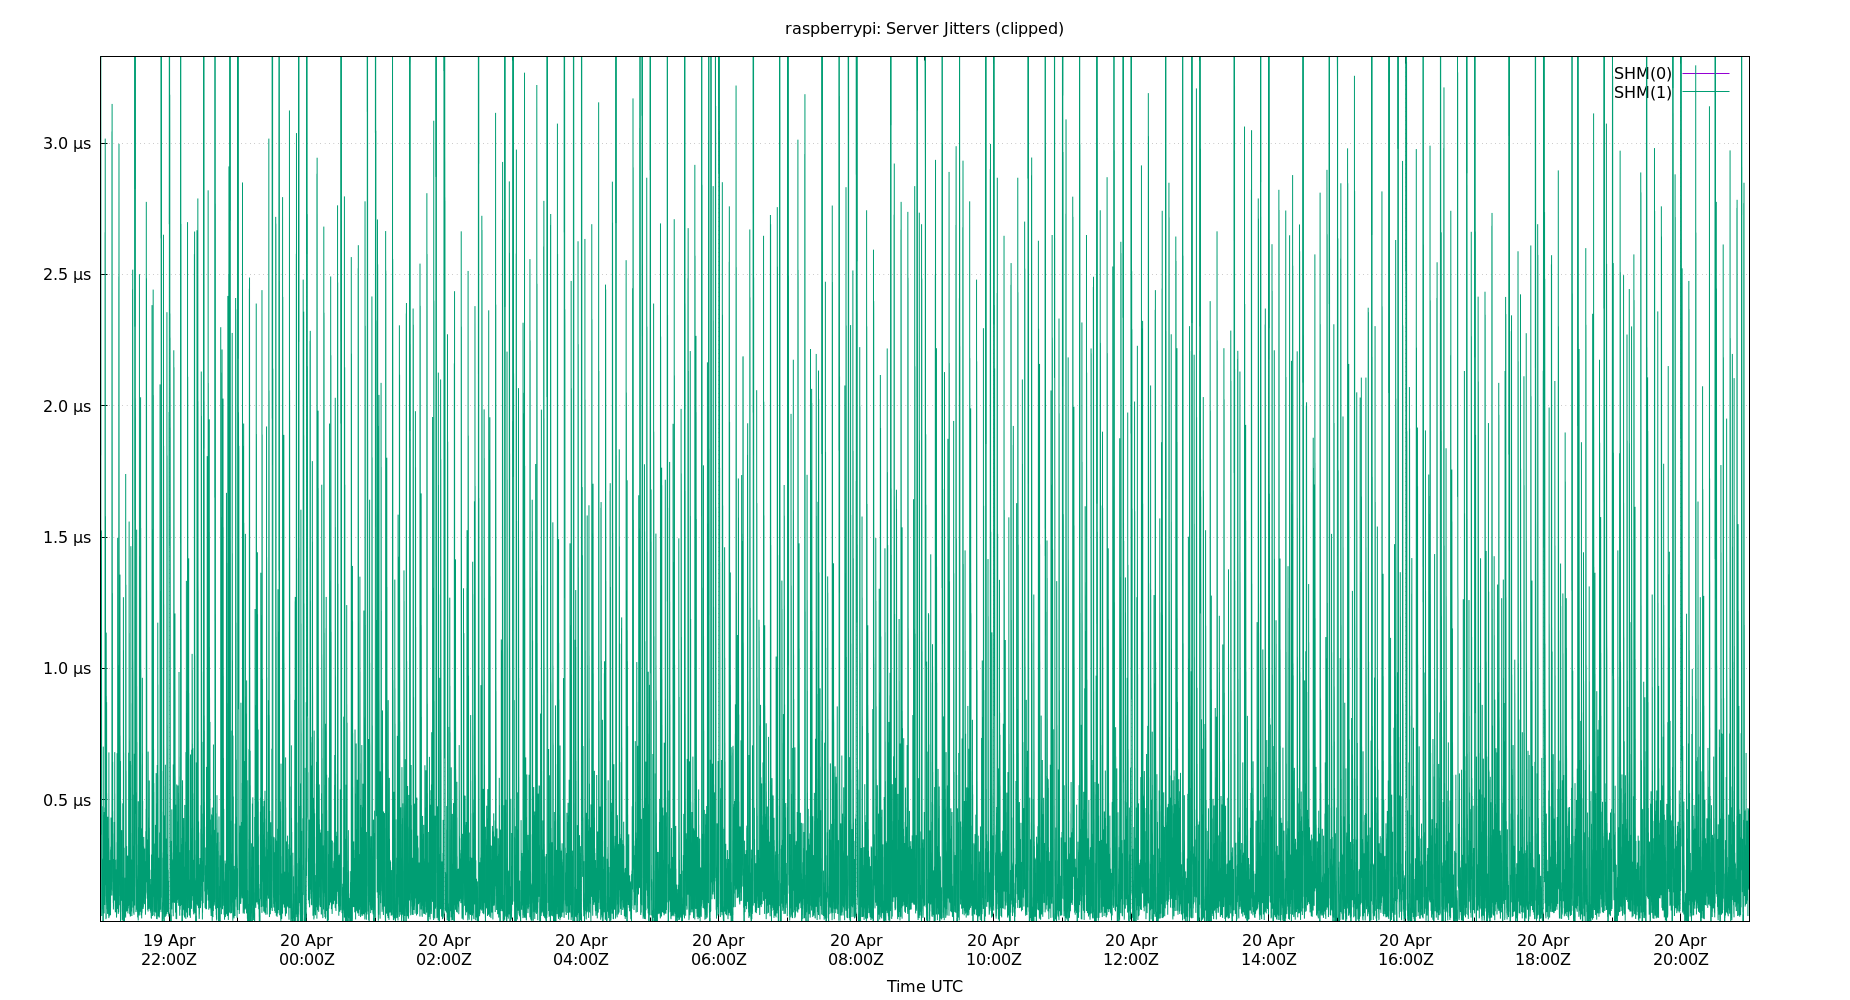 raspberrypi: Server Jitters (clipped)
SHM(0)
SHM(1)
3.0 µs
2.5 µs
2.0 µs
1.5 µs
1.0 µs
0.5 µs
19 Apr 20 Apr 20 Apr 20 Apr 20 Apr 20 Apr 20 Apr 20 Apr 20 Apr 20 Apr 20 Apr 20 Apr
22:00Z 00:00Z 02:00Z 04:00Z 06:00Z 08:00Z 10:00Z 12:00Z 14:00Z 16:00Z 18:00Z 20:00Z
Time UTC